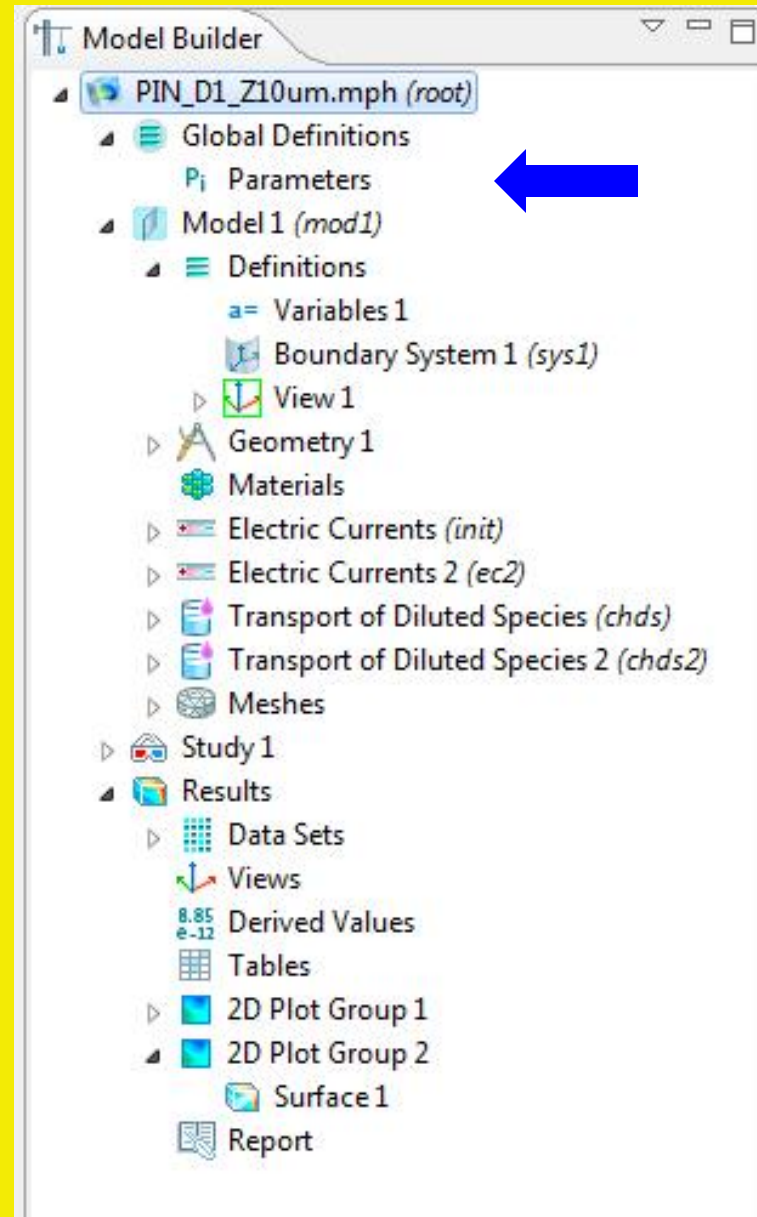 Model Builder
PIN_D1_Z10um.mph (root)
Global Definitions
Pi Parameters
Model 1 (mod1)
Definitions
a= Variables 1
Boundary System 1 (sys1)
View 1
Geometry 1
Materials
Electric Currents (init)
Electric Currents 2 (ec2)
Transport of Diluted Species (chds)
Transport of Diluted Species 2 (chds2)
Meshes
Study 1
Results
Data Sets
Views
8.85
e-12
Derived Values
Tables
2D Plot Group 1
2D Plot Group 2
Surface 1
Report